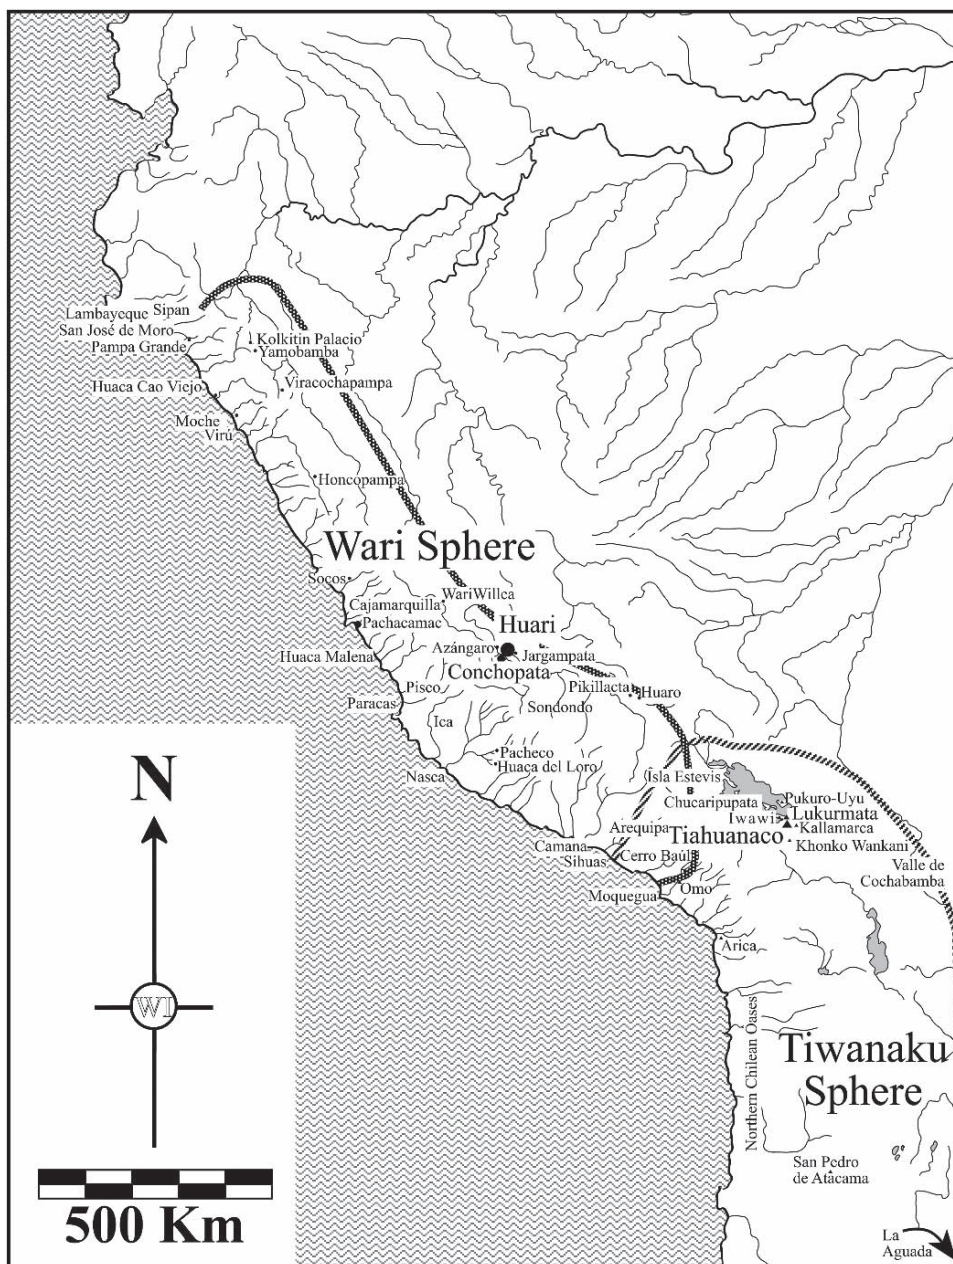 Lambayeque Sipan
San José de Moro
Pampa Grande
Kolkitin Palacio
Yamobamba
Huaca Cao Viejo
Viracochapampa
Moche
Virú
Honcopampa
Wari Sphere
Socos
WariWillca
Cajamarquilla
Pachacamac
Huari
Azángaro
Jargampata
Huaca Malena
Conchopata
Pikillacta
Huaro
Pisco
Paracas
Sondondo
Ica
Pacheco
Huaca del Loro
Nasca
Ísla Estevis
Chucaripupata
Pukuro-Uyu
Iwawis
Lukurmata
Arequipa
Tiahuanaco
Kallamarca
Khonko Wankani
Camana
Sihuas
Cerro Baúl
Valle de
Cochabamba
Moquegua
Omo
Arica
N
WI
500 Km
Northern Chilean Oases
Tiwanaku
Sphere
San Pedro
de Atacama
La
Aguada